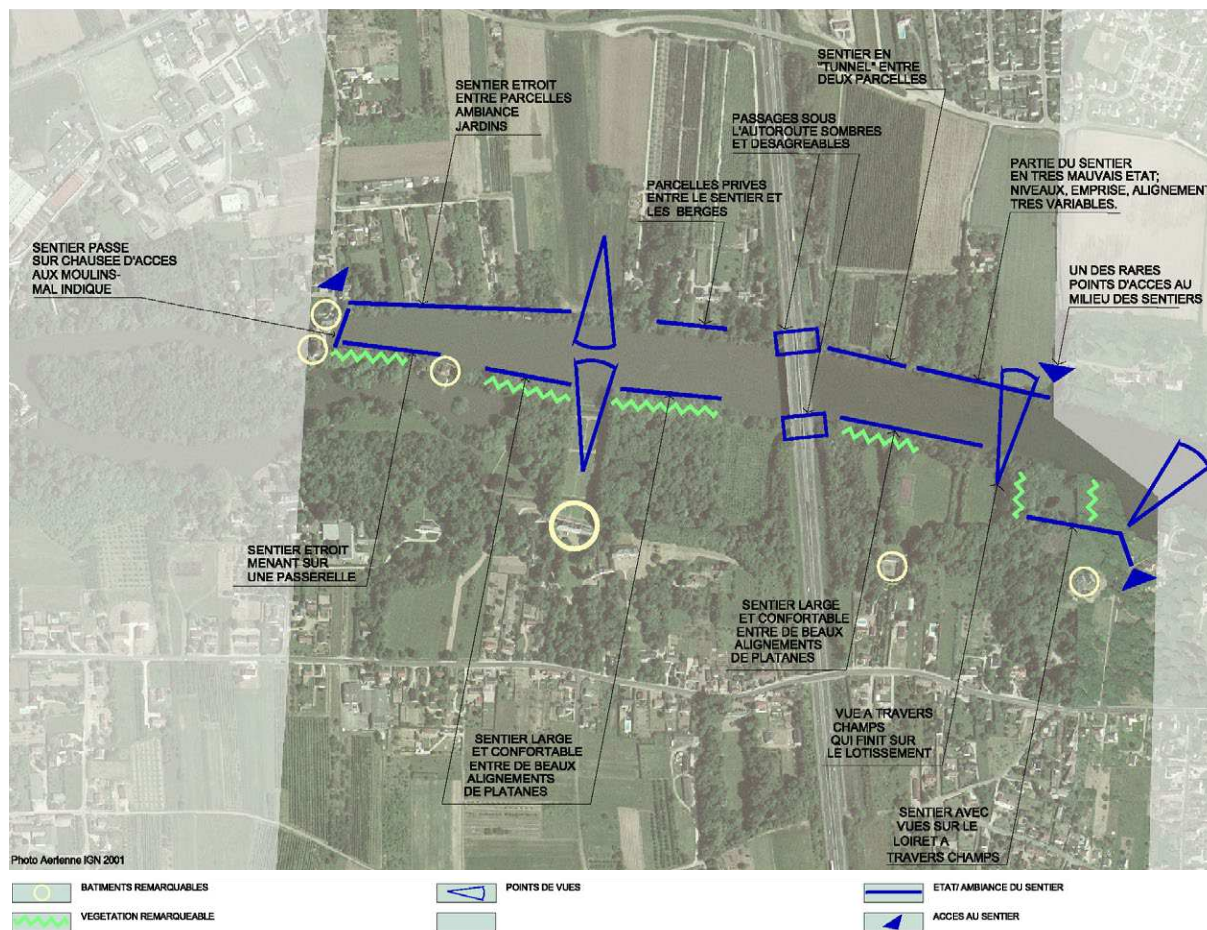 SENTIER EN
"TUNNEL" ENTRE
DEUX PARCELLES
SENTIER ETROIT
ENTRE PARCELLES
AMBIANCE
JARDINS
PASSAGES SOUS
L'AUTOROUTE SOMBRES
ET DESAGREABLES
PARTIE DU SENTIER
EN TRES MAUVAIS ETAT;
NIVEAUX, EMPRISE, ALIGNEMENT
TRES VARIABLES.
PARCELLES PRIVES
ENTRE LE SENTIER ET
LES BERGES
SENTIER PASSE
SUR CHAUSEE D'ACCES
AUX MOULINS-
MAL INDIQUE
UN DES RARES
POINTS D'ACCES AU
MILIEU DES SENTIERS
SENTIER ETROIT
MENANT SUR
UNE PASSERELLE
SENTIER LARGE
ET CONFORTABLE
ENTRE DE BEAUX
ALIGNEMENTS
DE PLATANES
VUE A TRAVERS
CHAMPS
QUI FINIT SUR
LE LOTISSEMENT
SENTIER LARGE
ET CONFORTABLE
ENTRE DE BEAUX
ALIGNEMENTS
DE PLATANES
SENTIER AVEC
VUES SUR LE
LOIRET A
TRAVERS CHAMPS
Photo Aerienne IGN 2001
BATIMENTS REMARQUABLES
POINTS DE VUES
ETAT/ AMBIANCE DU SENTIER
VEGETATION REMARQUEABLE
ACCES AU SENTIER